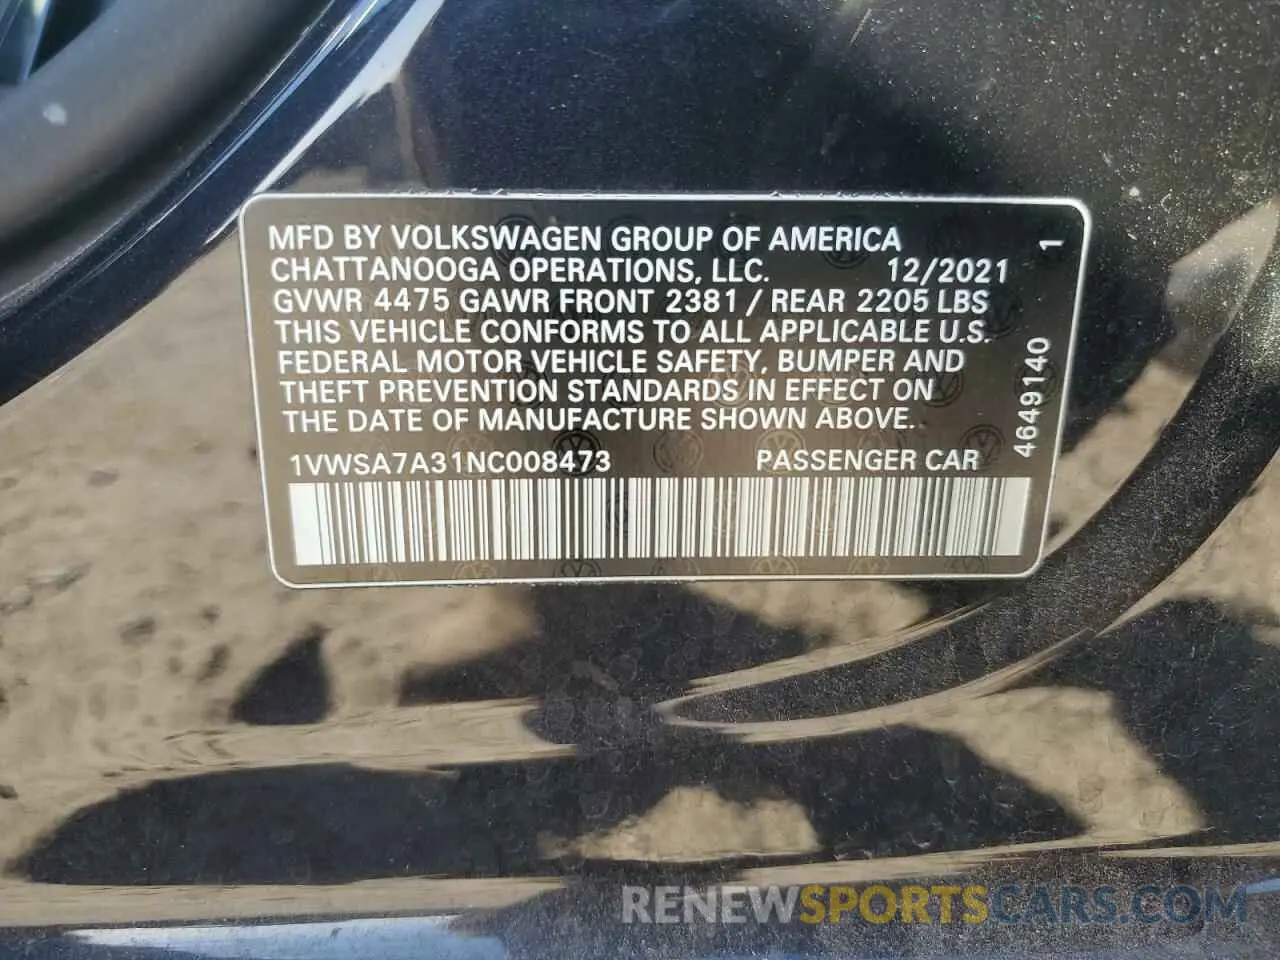 MFD BY VOLKSWAGEN GROUP OF AMERICA
CHATTANOOGA OPERATIONS, LLC. 12/2021
GVWR 4475 GAWR FRONT 2381 / REAR 2205 LBS
THIS VEHICLE CONFORMS TO ALL APPLICABLE U.S.
FEDERAL MOTOR VEHICLE SAFETY, BUMPER AND
THEFT PREVENTION STANDARDS IN EFFECT ON
THE DATE OF MANUFACTURE SHOWN ABOVE.
1VWSA7A31NC008473 PASSENGER CAR
4649140 1
RENEWSPORTSCARS.COM